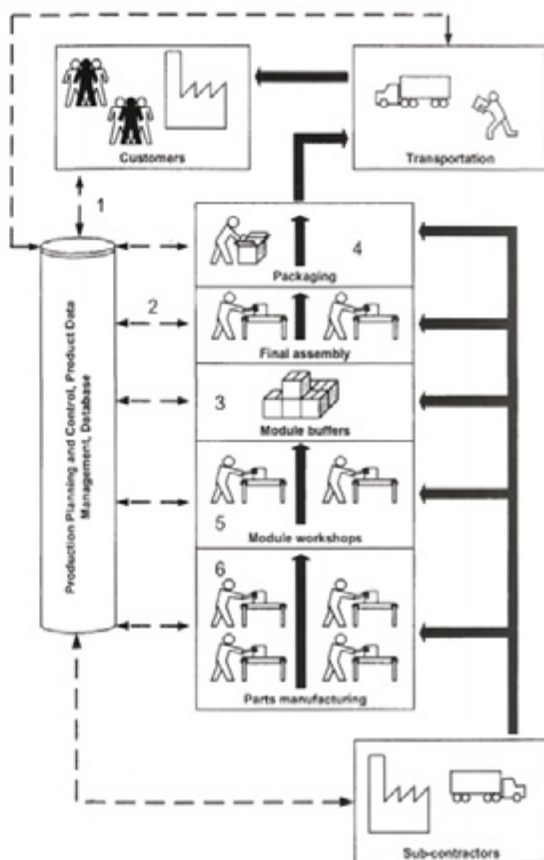 Customers
Transportation
1
4
Packaging
2
Final assembly
3
Module buffers
5
Module workshops
6
Parts manufacturing
Production Planning and Control, Product Data
Management, Database
Sub-contractors